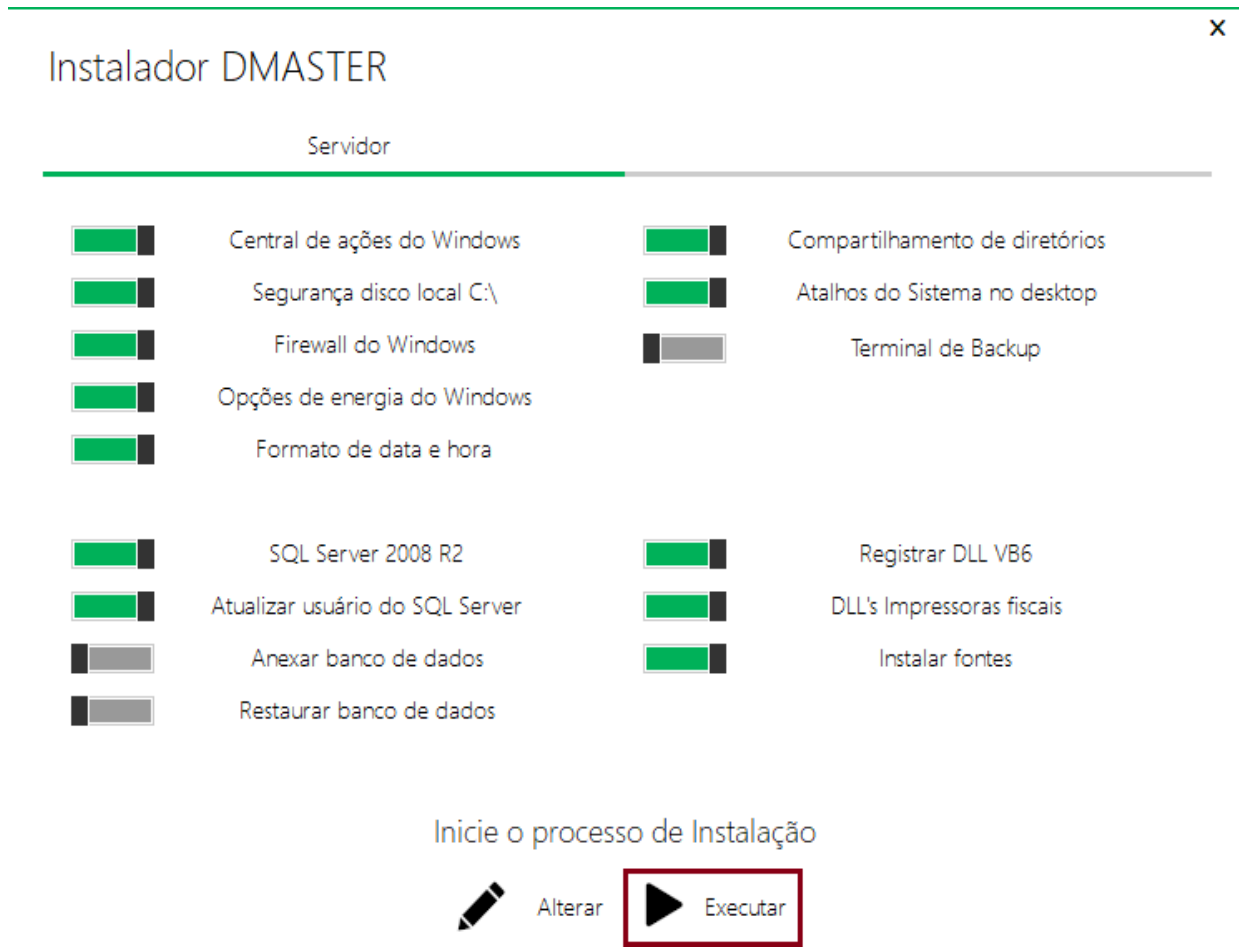 x
Instalador DMASTER
Servidor
Central de ações do Windows
Segurança disco local C:\
Firewall do Windows
Opções de energia do Windows
Formato de data e hora
Compartilhamento de diretórios
Atalhos do Sistema no desktop
Terminal de Backup
SQL Server 2008 R2
Atualizar usuário do SQL Server
Anexar banco de dados
Restaurar banco de dados
Registrar DLL VB6
DLL's Impressoras fiscais
Instalar fontes
Inicie o processo de Instalação
Alterar
Executar